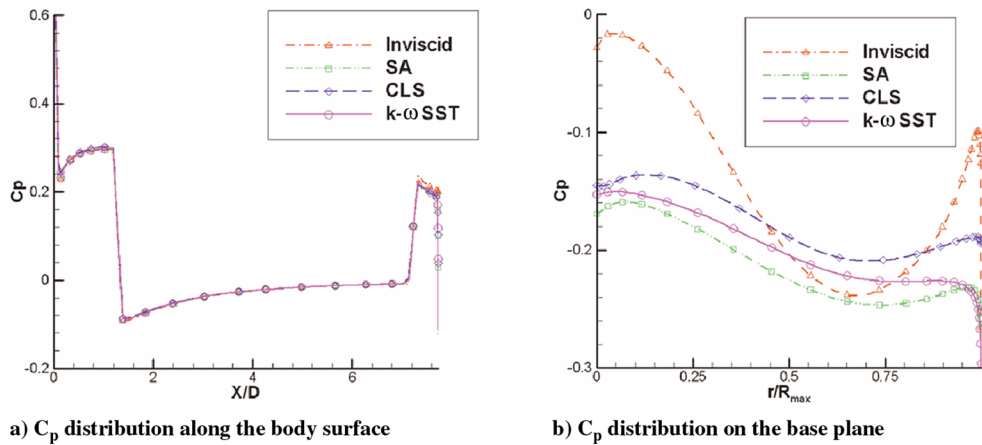 0.6
0.4
0.2
0
-0.2
Cp
0
2
4
6
X/D
Inviscid
SA
CLS
k-ω SST
a) Cp distribution along the body surface
0
-0.1
-0.2
-0.3
Cp
0
0.25
0.5
0.75
r/Rmax
Inviscid
SA
CLS
k-ω SST
b) Cp distribution on the base plane